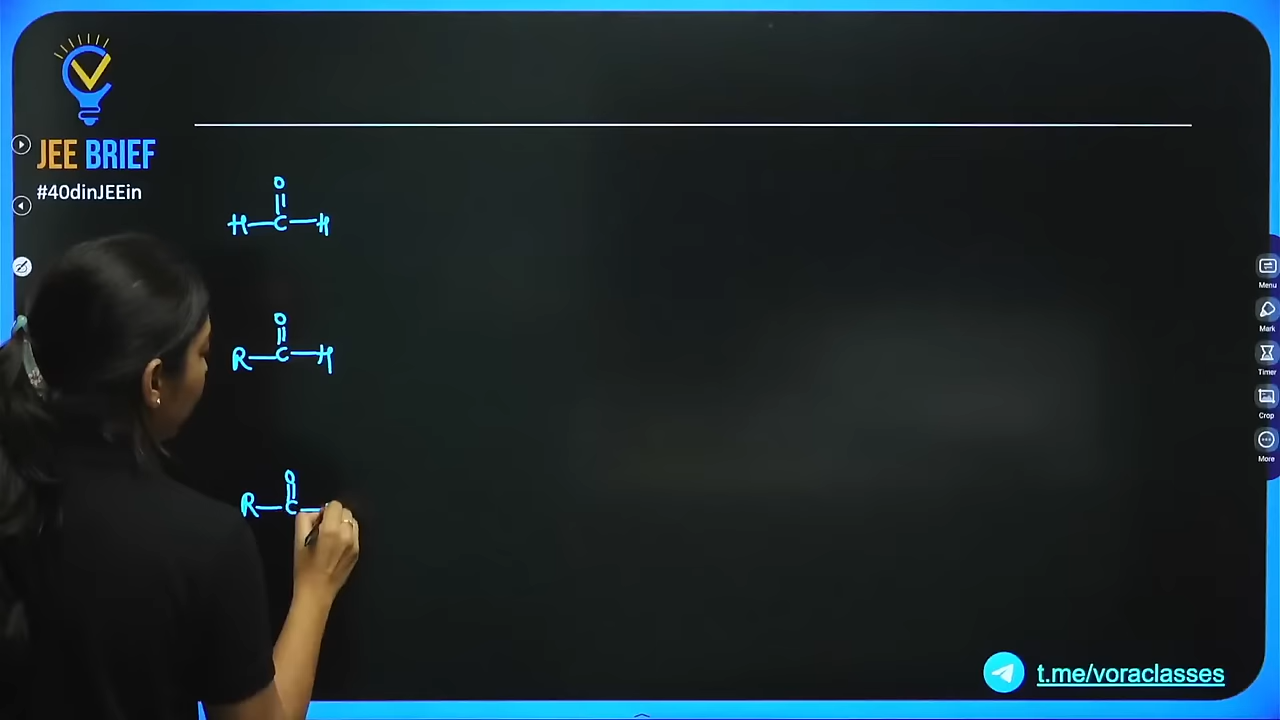 JEE BRIEF
#40dinJEEin
O
H—C—H
O
R—C—H
O
R—C—
Menu
Mark
Timer
Crop
More
t.me/voraclasses